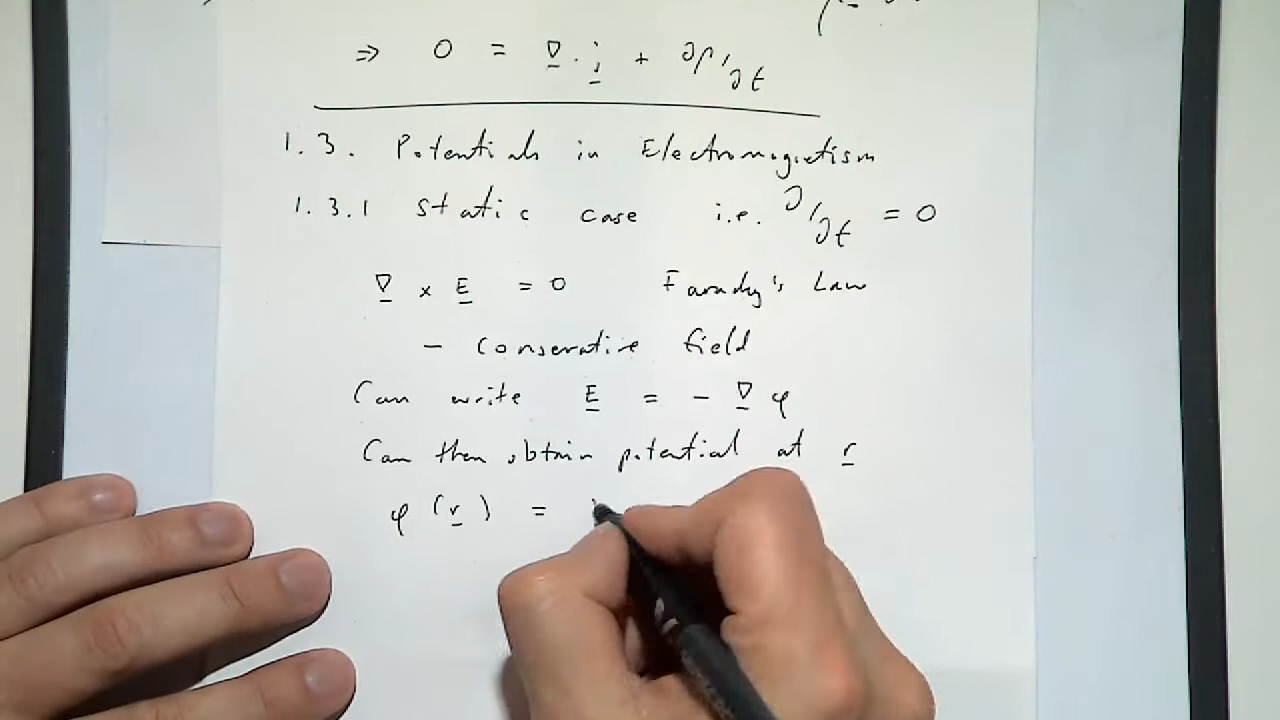 ⇒ 0 = ∇ · j + ∂ρ/∂t
1.3. Potentials in Electromagnetism
1.3.1 Static case i.e. ∂/∂t = 0
∇ × E = 0 Faraday's Law
- conserative field
Can write E = - ∇φ
Can then obtain potential at r
φ(r) =